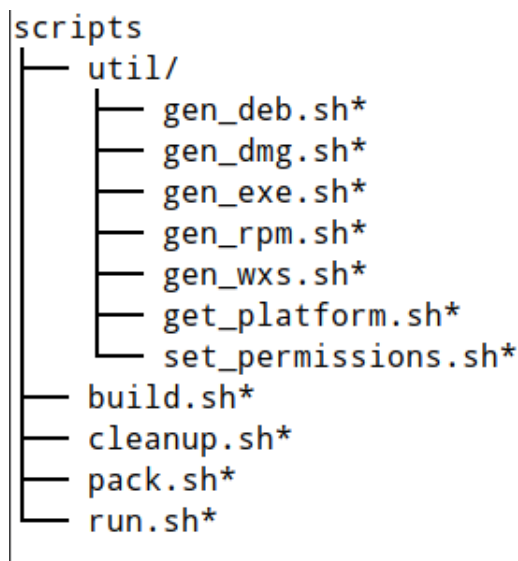 scripts
util/
gen_deb.sh*
gen_dmg.sh*
gen_exe.sh*
gen_rpm.sh*
gen_wxs.sh*
get_platform.sh*
set_permissions.sh*
build.sh*
cleanup.sh*
pack.sh*
run.sh*